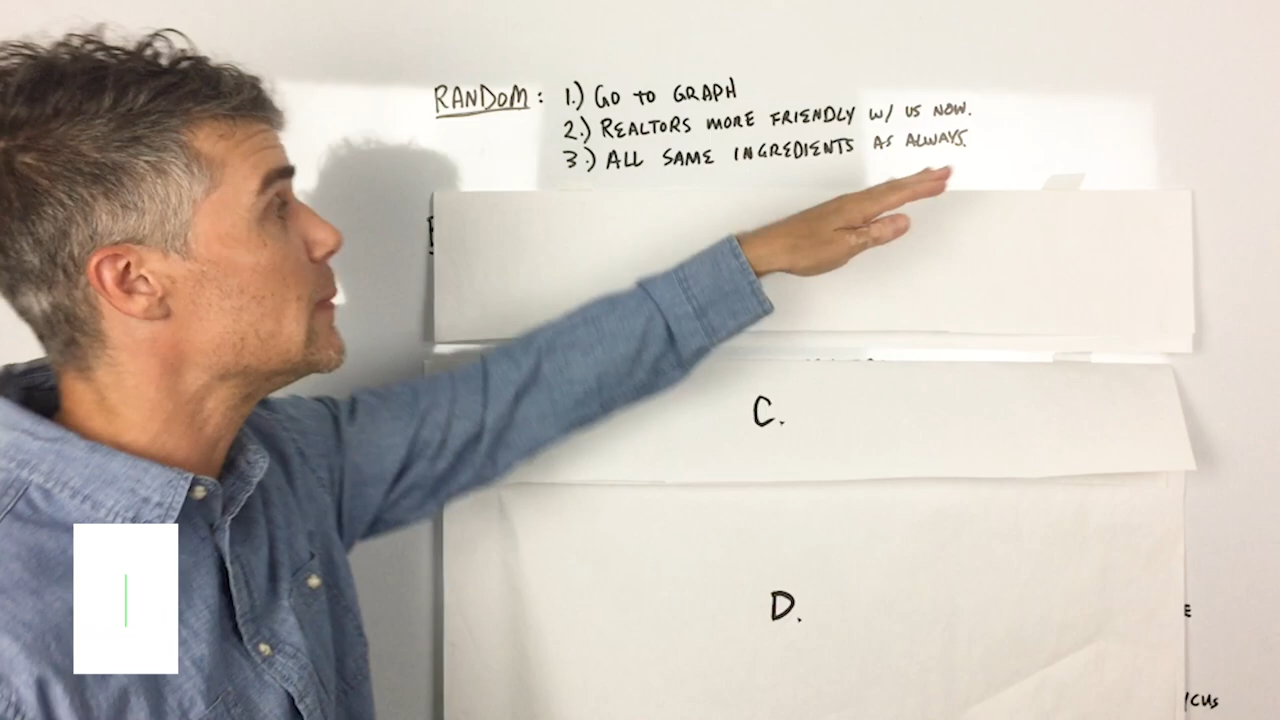 RANDOM: 1.) GO TO GRAPH
2.) REALTORS MORE FRIENDLY W/ US NOW.
3.) ALL SAME INGREDIENTS AS ALWAYS.
C.
D.